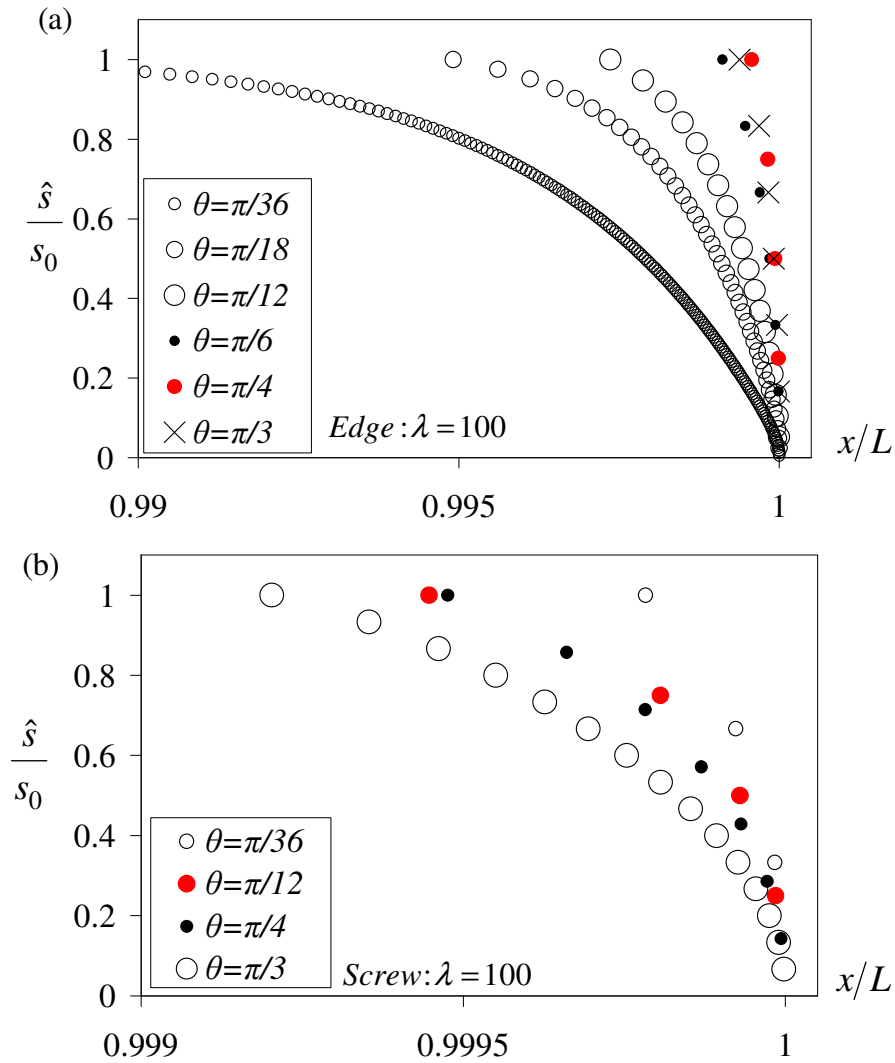 (a)
1
0.8
0.6
0.4
0.2
0
ŝ
s0
θ=π/36
θ=π/18
θ=π/12
θ=π/6
θ=π/4
θ=π/3
Edge:λ=100
x/L
0.99
0.995
1
(b)
1
0.8
0.6
0.4
0.2
0
ŝ
s0
θ=π/36
θ=π/12
θ=π/4
θ=π/3
Screw:λ=100
x/L
0.999
0.9995
1